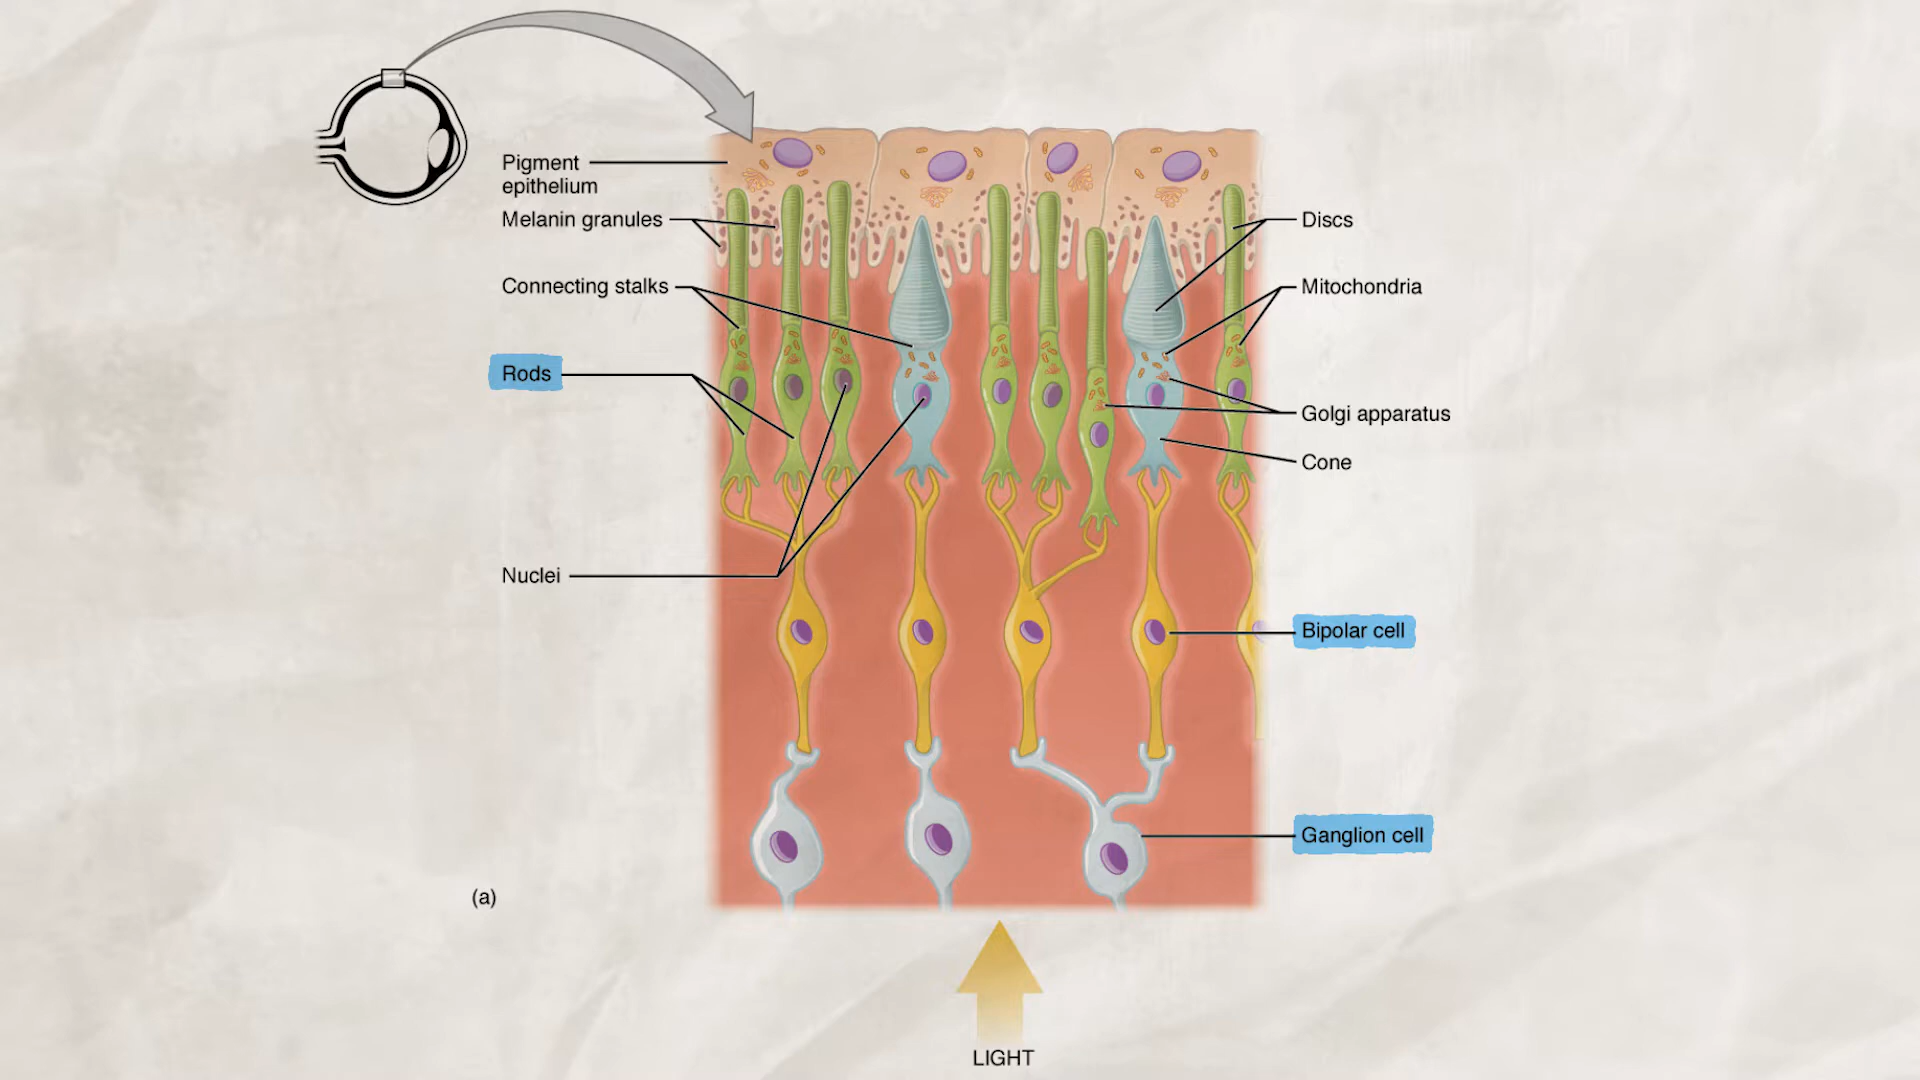 Pigment
epithelium
Melanin granules
Connecting stalks
Rods
Nuclei
(a)
Discs
Mitochondria
Golgi apparatus
Cone
Bipolar cell
Ganglion cell
LIGHT